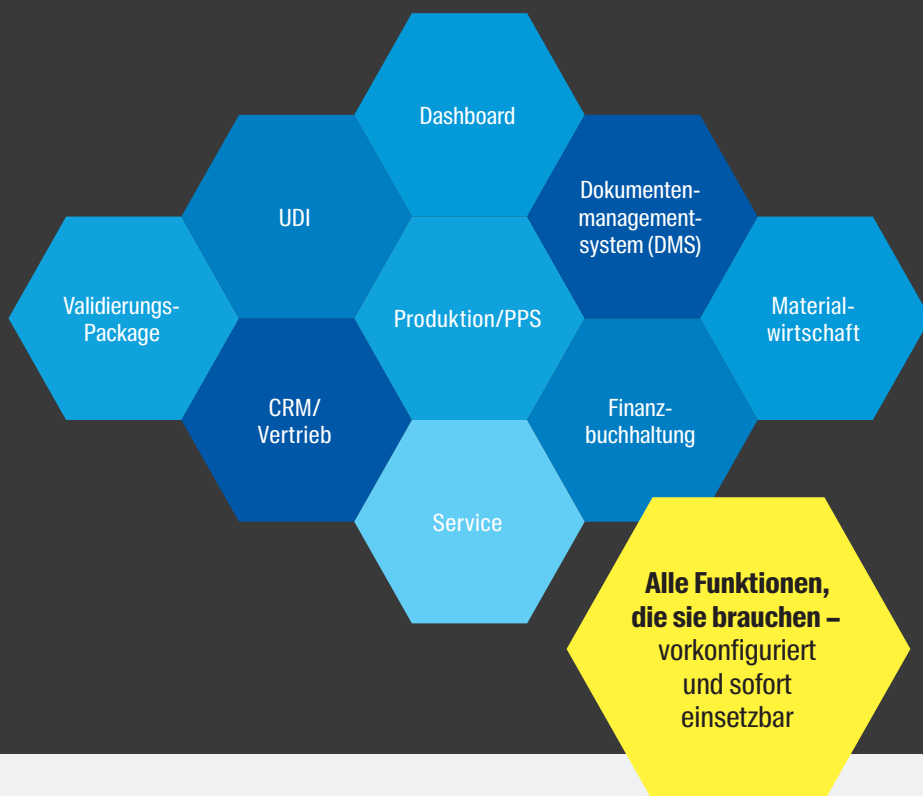 Dashboard
UDI
Dokumenten-
management-
system (DMS)
Validierungs-
Package
Produktion/PPS
Material-
wirtschaft
CRM/
Vertrieb
Finanz-
buchhaltung
Service
Alle Funktionen,
die sie brauchen –
vorkonfiguriert
und sofort
einsetzbar